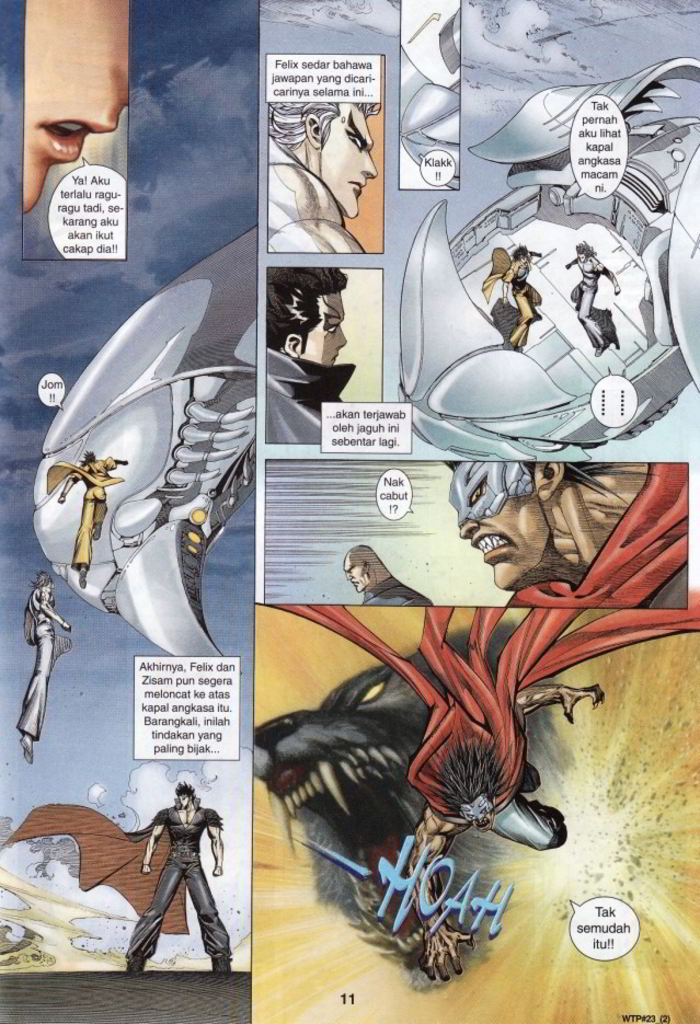 Ya! Aku
terlalu ragu-
ragu tadi, se-
karang aku
akan ikut
cakap dia!!
Jom
!!
Akhirnya, Felix dan
Zisam pun segera
meloncat ke atas
kapal angkasa itu.
Barangkali, inilah
tindakan yang
paling bijak...
Felix sedar bahawa
jawapan yang dicari-
carinya selama ini...
...akan terjawab
oleh jaguh ini
sebentar lagi.
Klakk
!!
Tak
pernah
aku lihat
kapal
angkasa
macam
ni.
Nak
cabut
!?
HOAH
Tak
semudah
itu!!
11
WTP#23 (2)